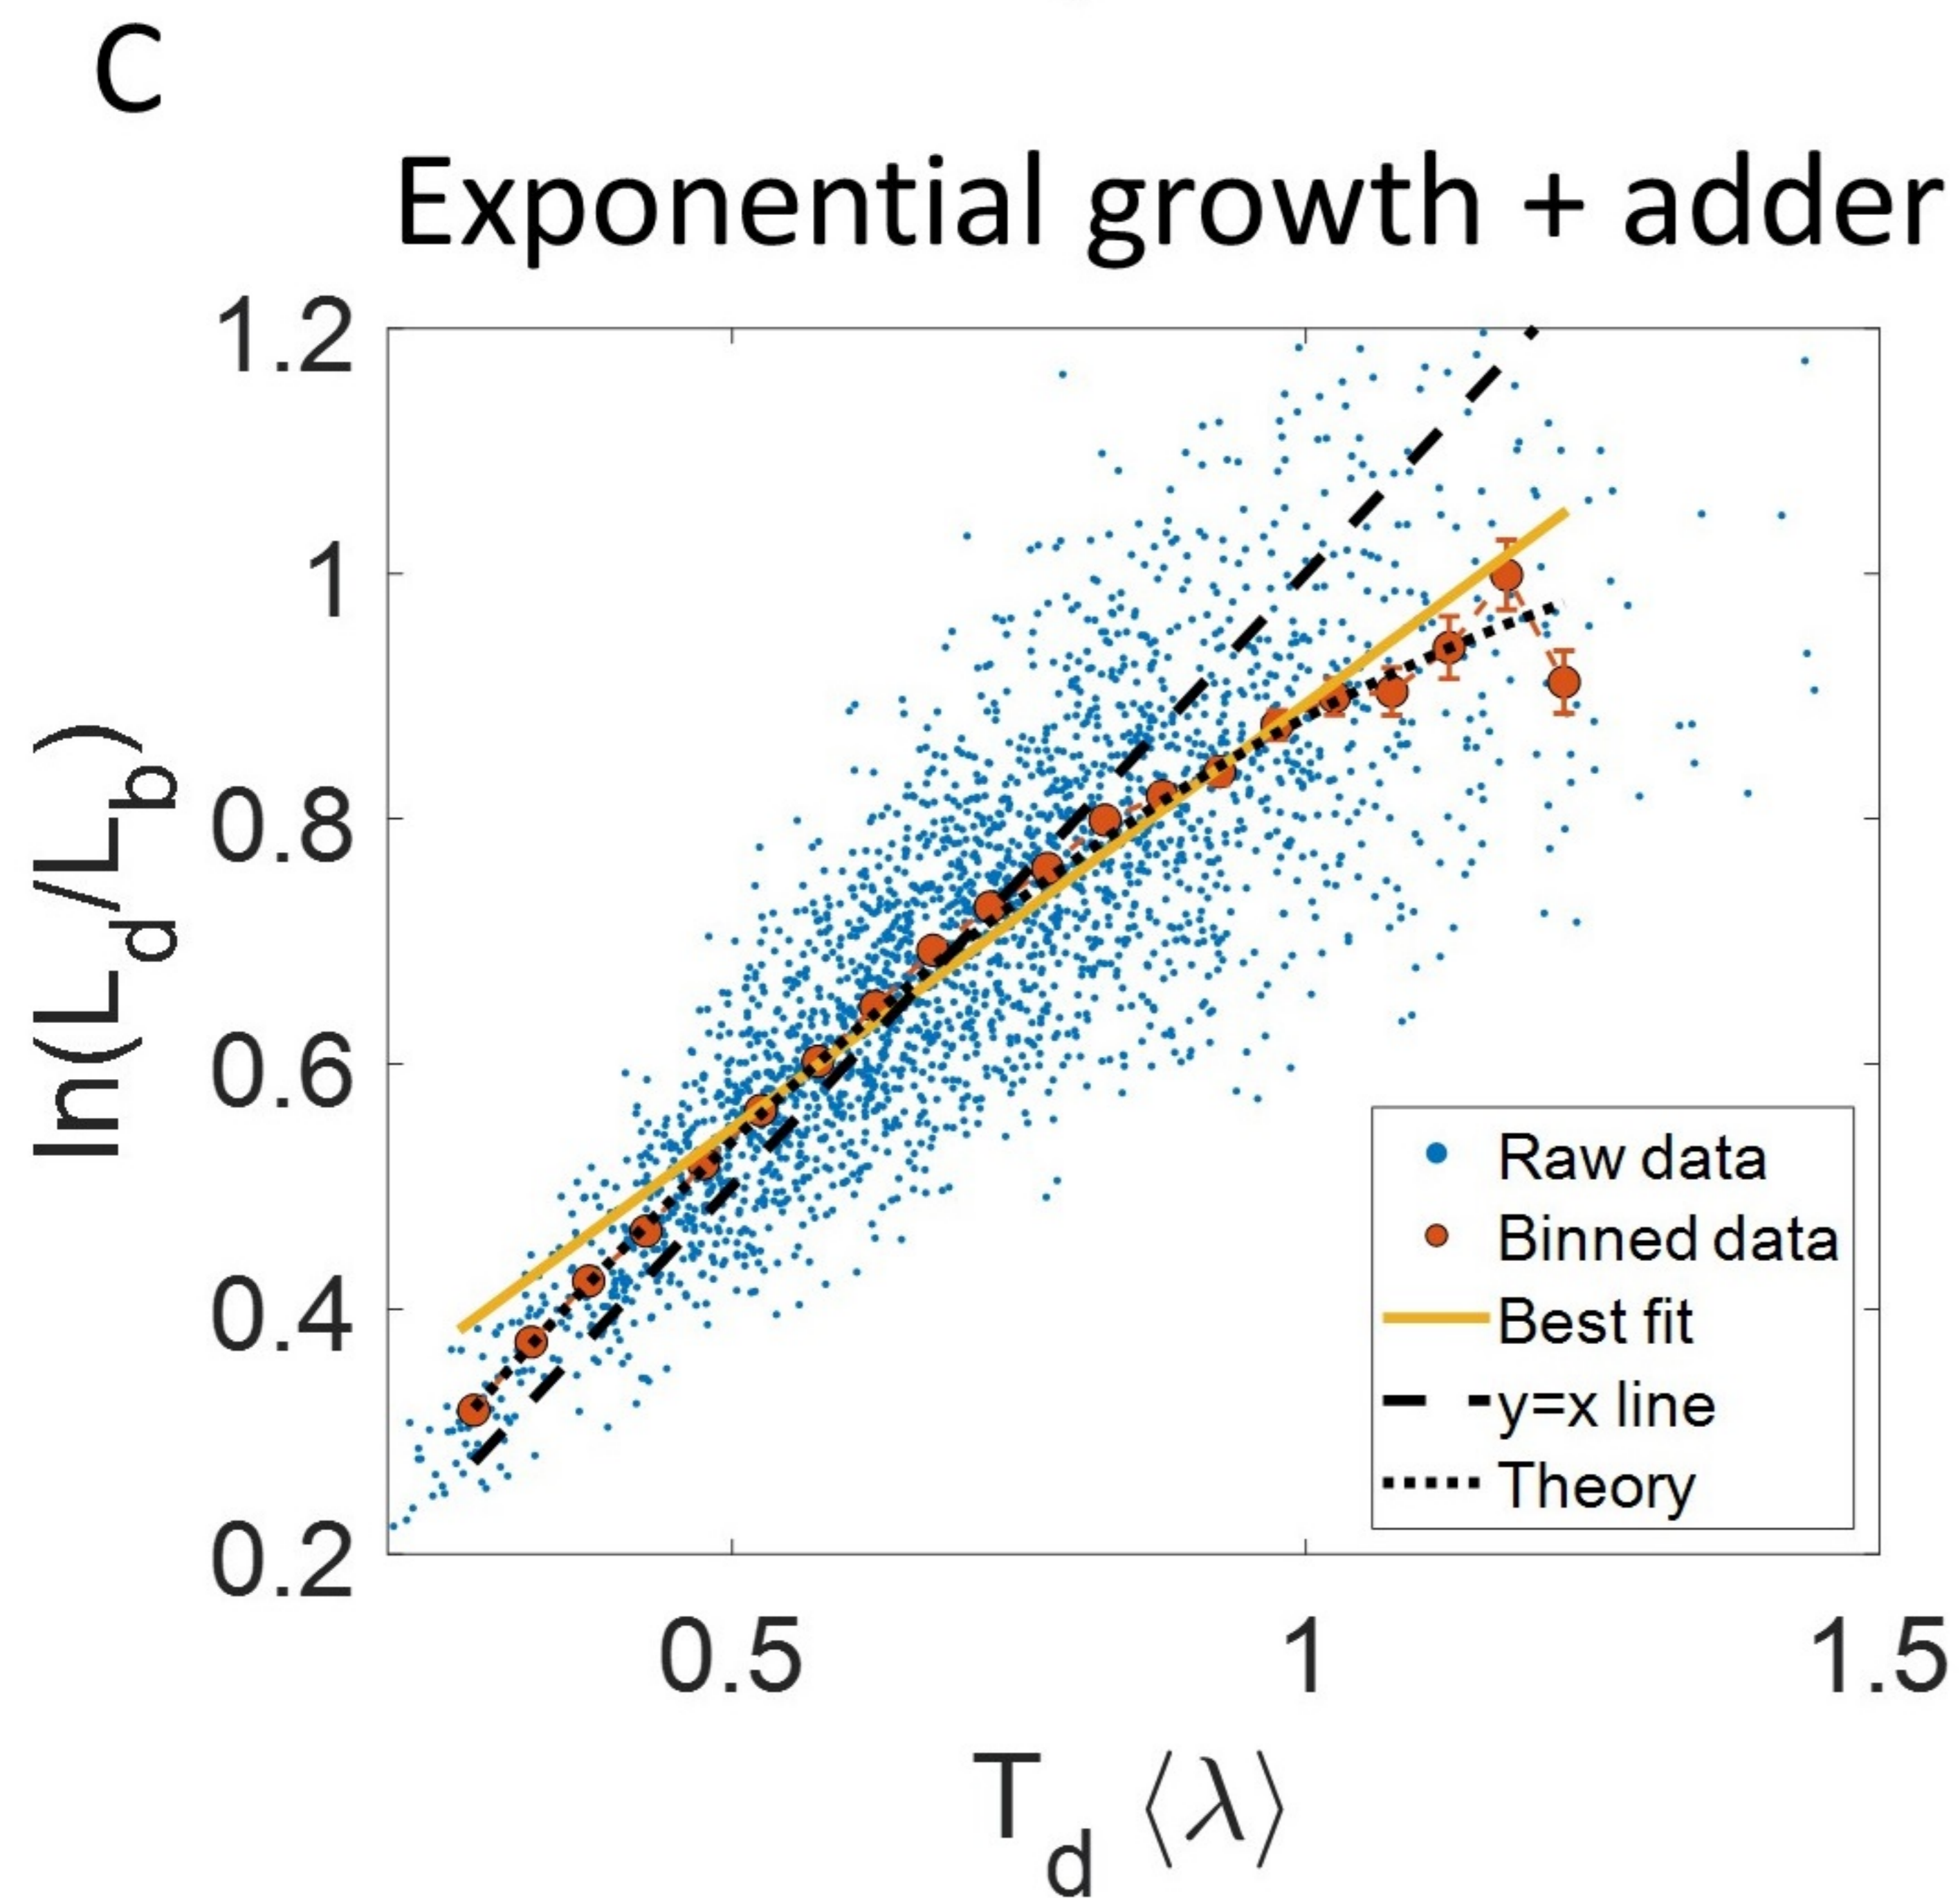 C
Exponential growth + adder
1.2
1
0.8
0.6
0.4
0.2
ln(L_d/L_b)
Raw data
Binned data
Best fit
y=x line
Theory
0.5
1
1.5
T_d ⟨λ⟩